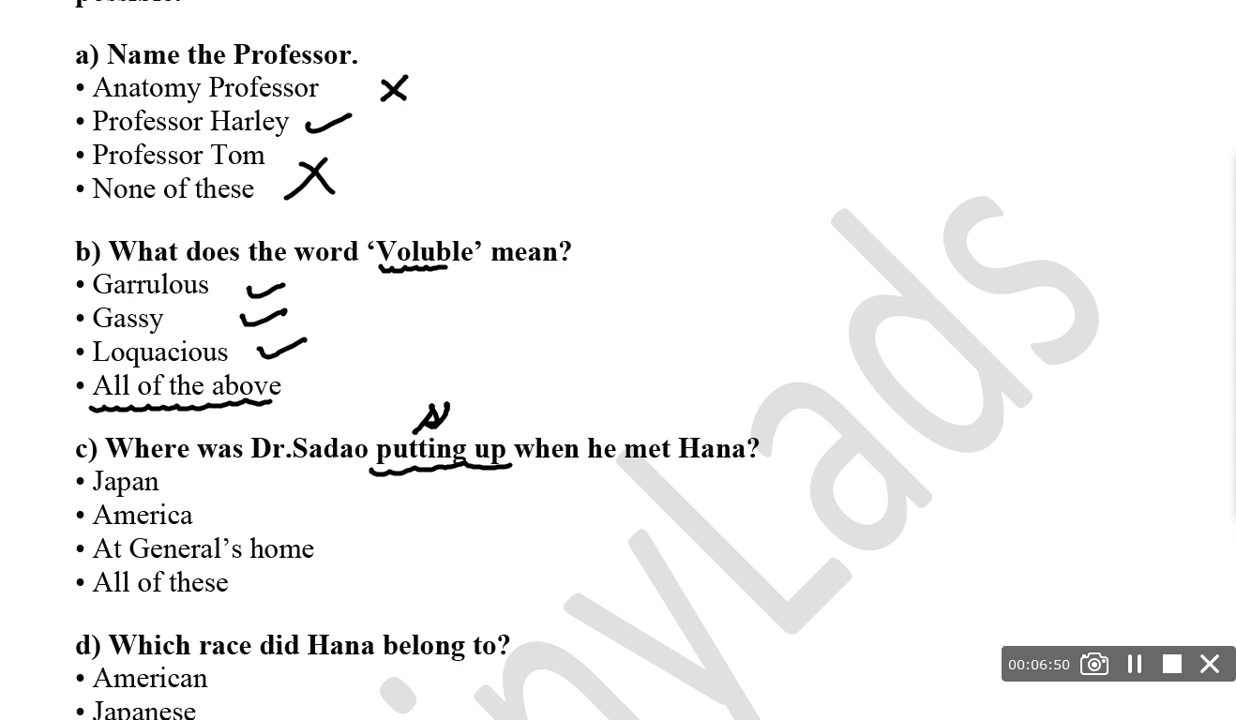 a) Name the Professor.
• Anatomy Professor
• Professor Harley
• Professor Tom
• None of these
b) What does the word ‘Voluble’ mean?
• Garrulous
• Gassy
• Loquacious
• All of the above
c) Where was Dr.Sadao putting up when he met Hana?
• Japan
• America
• At General’s home
• All of these
d) Which race did Hana belong to?
• American
• Japanese
inyLads
00:06:50